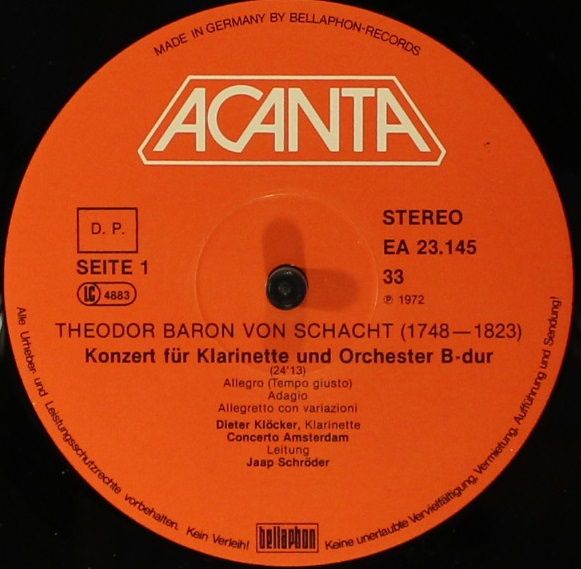 MADE IN GERMANY BY BELLAPHON-RECORDS
ACANTA
D. P.
SEITE 1
LC 4883
STEREO
EA 23.145
33
℗ 1972
THEODOR BARON VON SCHACHT (1748—1823)
Konzert für Klarinette und Orchester B-dur
(24'13)
Allegro (Tempo giusto)
Adagio
Allegretto con variazioni
Dieter Klöcker, Klarinette
Concerto Amsterdam
Leitung
Jaap Schröder
Alle Urheber- und Leistungsschutzrechte vorbehalten. Kein Verleih! Keine unerlaubte Vervielfältigung, Vermietung, Aufführung und Sendung!
bellaphon